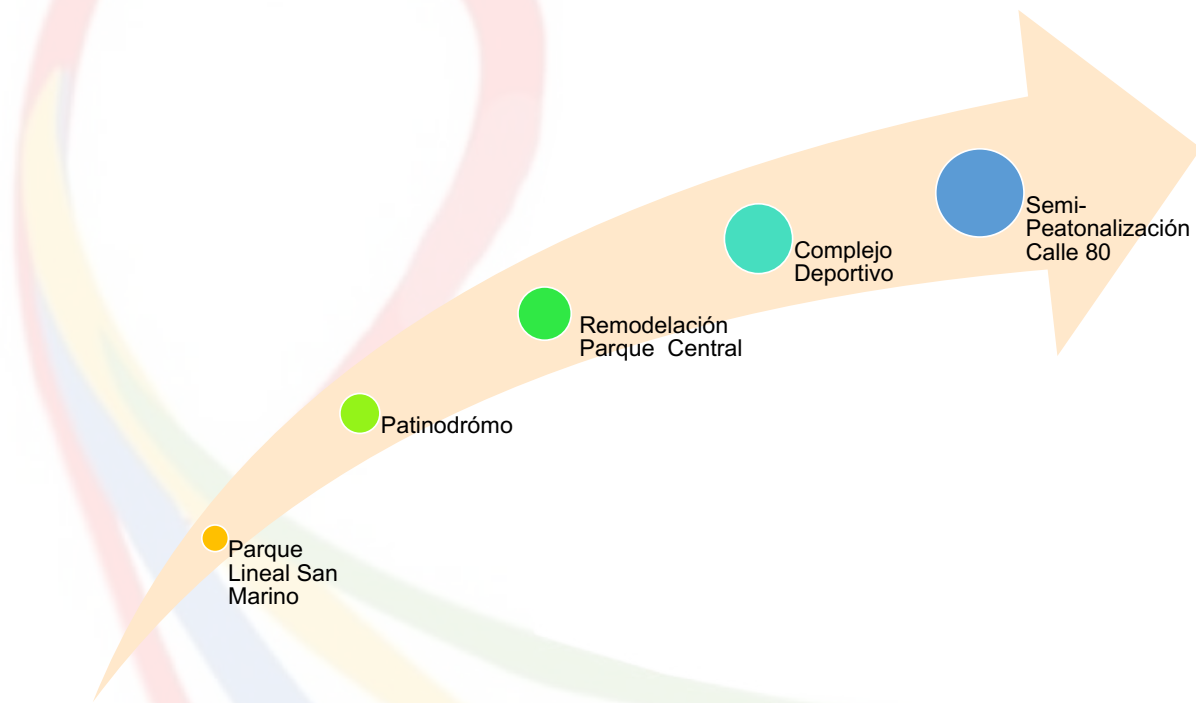 Parque
Lineal San
Marino
Patinodrómo
Remodelación
Parque Central
Complejo
Deportivo
Semi-
Peatonalización
Calle 80